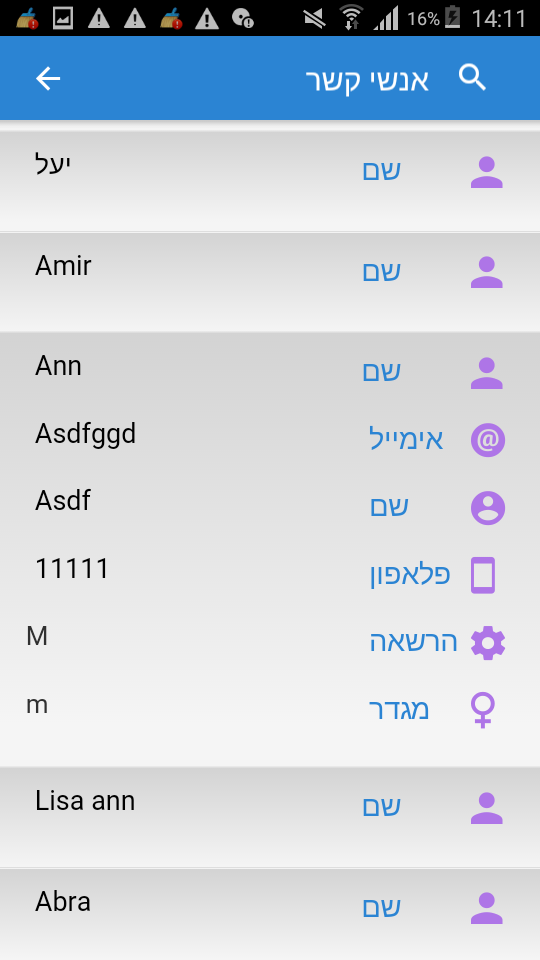 16% 14:11
אנשי קשר
שם יעל
שם Amir
שם Ann
אימייל Asdfggd
שם Asdf
פלאפון 11111
הרשאה M
מגדר m
שם Lisa ann
שם Abra